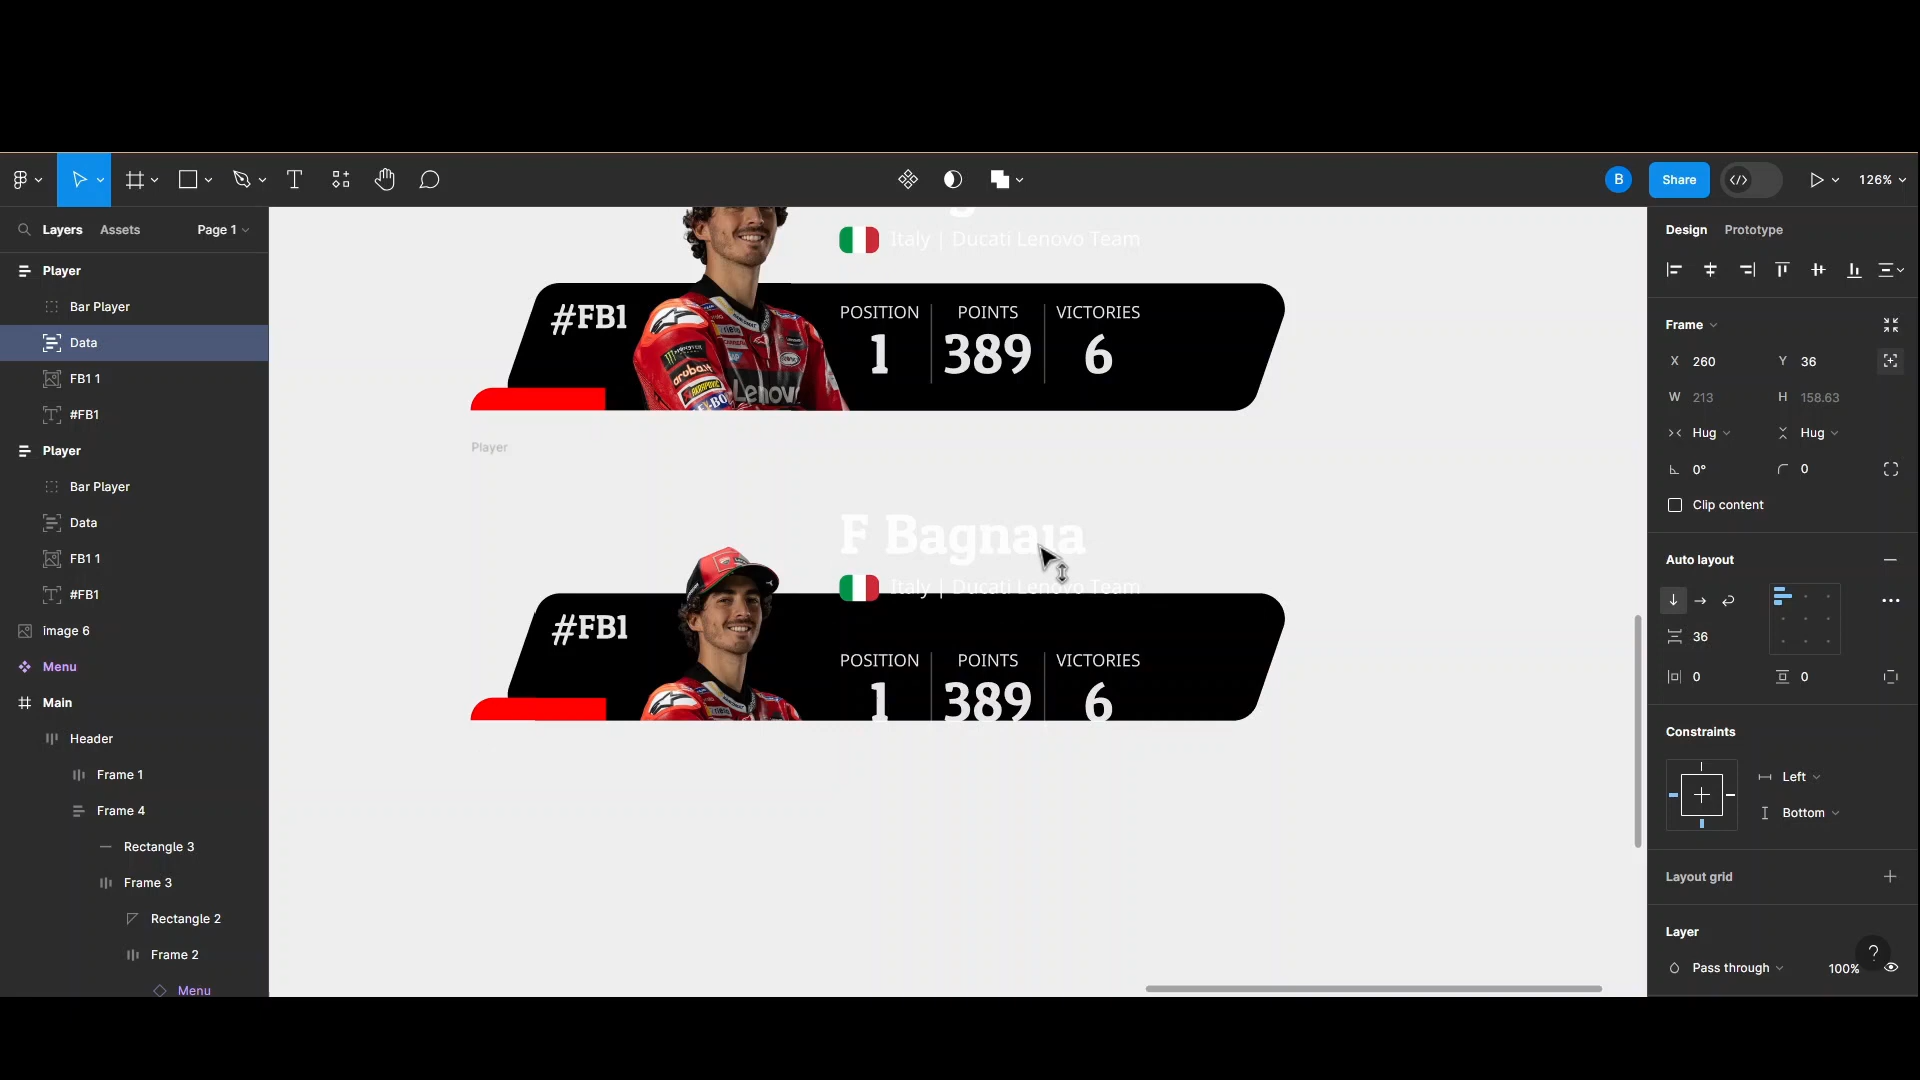 B
Share
126%
Layers
Assets
Page 1
Player
Bar Player
Data
FB1 1
#FB1
Player
Bar Player
Data
FB1 1
#FB1
image 6
Menu
Main
Header
Frame 1
Frame 4
Rectangle 3
Frame 3
Rectangle 2
Frame 2
Menu
Italy | Ducati Lenovo Team
#FB1
POSITION
POINTS
VICTORIES
1
389
6
aruba.it
Lenovo
Player
F Bagnaia
Italy | Ducati Lenovo Team
#FB1
POSITION
POINTS
VICTORIES
1
389
6
Design
Prototype
Frame
X 260
Y 36
W 213
H 158.63
Hug
Hug
0°
0
Clip content
Auto layout
36
0
0
Constraints
Left
Bottom
Layout grid
Layer
Pass through
100%
?